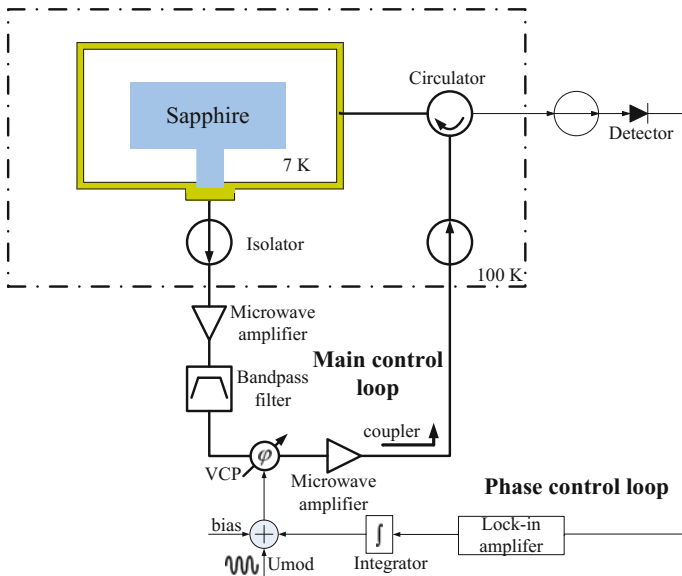 Circulator
Sapphire
Detector
7 K
Isolator
100 K
Microwave
amplifier
Main control
loop
Bandpass
filter
coupler
φ
VCP
Microwave
amplifier
Phase control loop
bias
+
∫
Lock-in
amplifer
Umod
Integrator